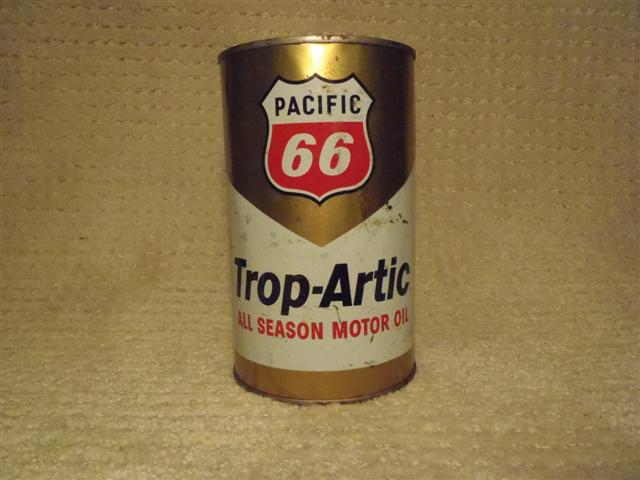 PACIFIC
66
Trop-Artic
ALL SEASON MOTOR OIL